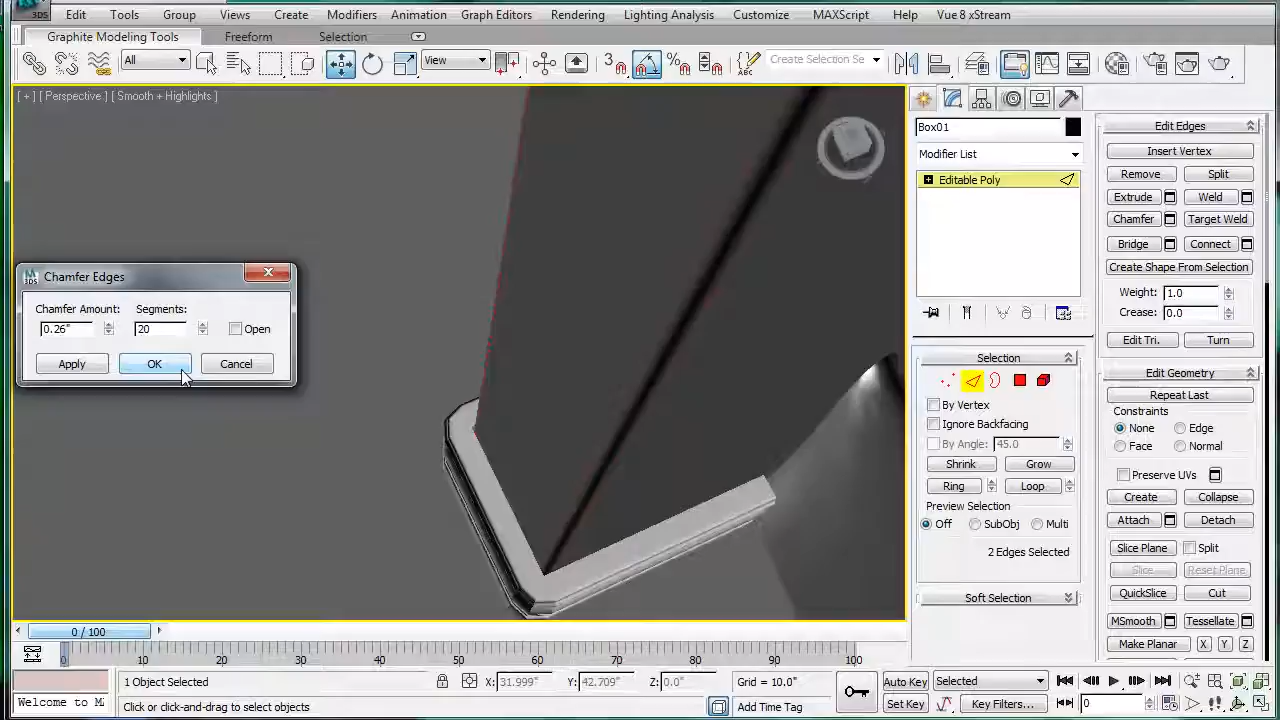 3DS Edit Tools Group Views Create Modifiers Animation Graph Editors Rendering Lighting Analysis Customize MAXScript Help Vue 8 xStream
Graphite Modeling Tools Freeform Selection
All View 3 % ABC Create Selection Se
[ + ] [ Perspective ] [ Smooth + Highlights ]
Box01
Modifier List
Editable Poly
Edit Edges
Insert Vertex
Remove Split
Extrude Weld
Chamfer Target Weld
Bridge Connect
Create Shape From Selection
Weight: 1.0
Crease: 0.0
Edit Tri. Turn
Chamfer Edges
Chamfer Amount: Segments:
0.26" 20 Open
Apply OK Cancel
Selection
By Vertex
Ignore Backfacing
By Angle: 45.0
Shrink Grow
Ring Loop
Preview Selection
Off SubObj Multi
2 Edges Selected
Soft Selection
Edit Geometry
Repeat Last
Constraints
None Edge
Face Normal
Preserve UVs
Create Collapse
Attach Detach
Slice Plane Split
Slice Reset Plane
QuickSlice Cut
MSmooth Tessellate
Make Planar X Y Z
0 / 100
0 10 20 30 40 50 60 70 80 90 100
1 Object Selected X: 31.999" Y: 42.709" Z: 0.0" Grid = 10.0" Auto Key Selected
Welcome to M Click or click-and-drag to select objects Add Time Tag Set Key Key Filters... 0